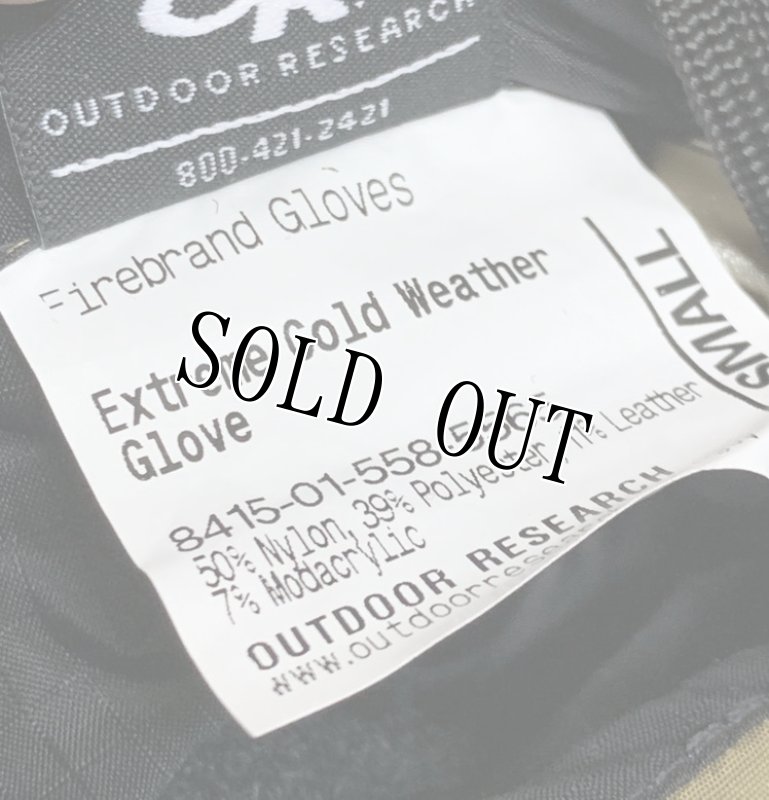 OUTDOOR RESEARCH
800-421-2421
Firebrand Gloves
SMALL
Extreme Cold Weather
Glove
SOLD OUT
8415-01-558
50% Nylon, 39% Polyester, 11% Leather
7% Modacrylic
OUTDOOR RESEARCH
www.outdoorresearch